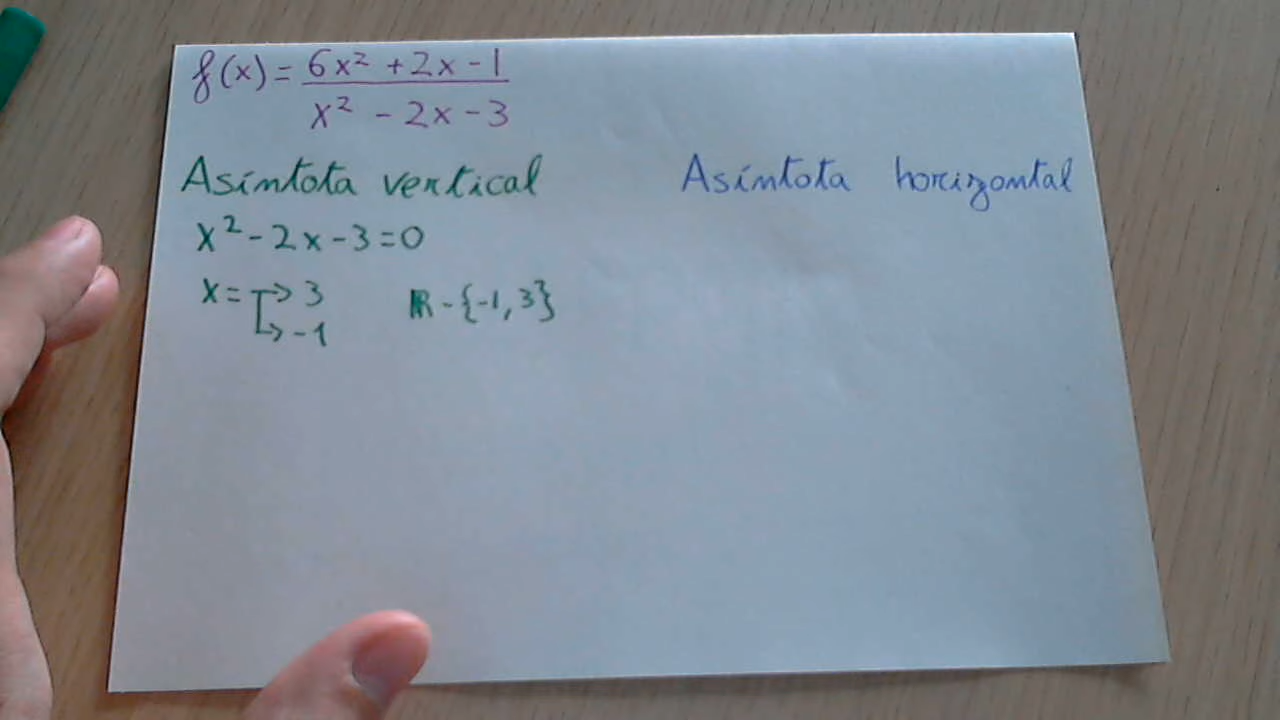 f(x) = 6x² + 2x - 1
x² - 2x - 3
Asíntota vertical
x² - 2x - 3 = 0
x = → 3
↳ -1
ℝ - {-1, 3}
Asíntota horizontal